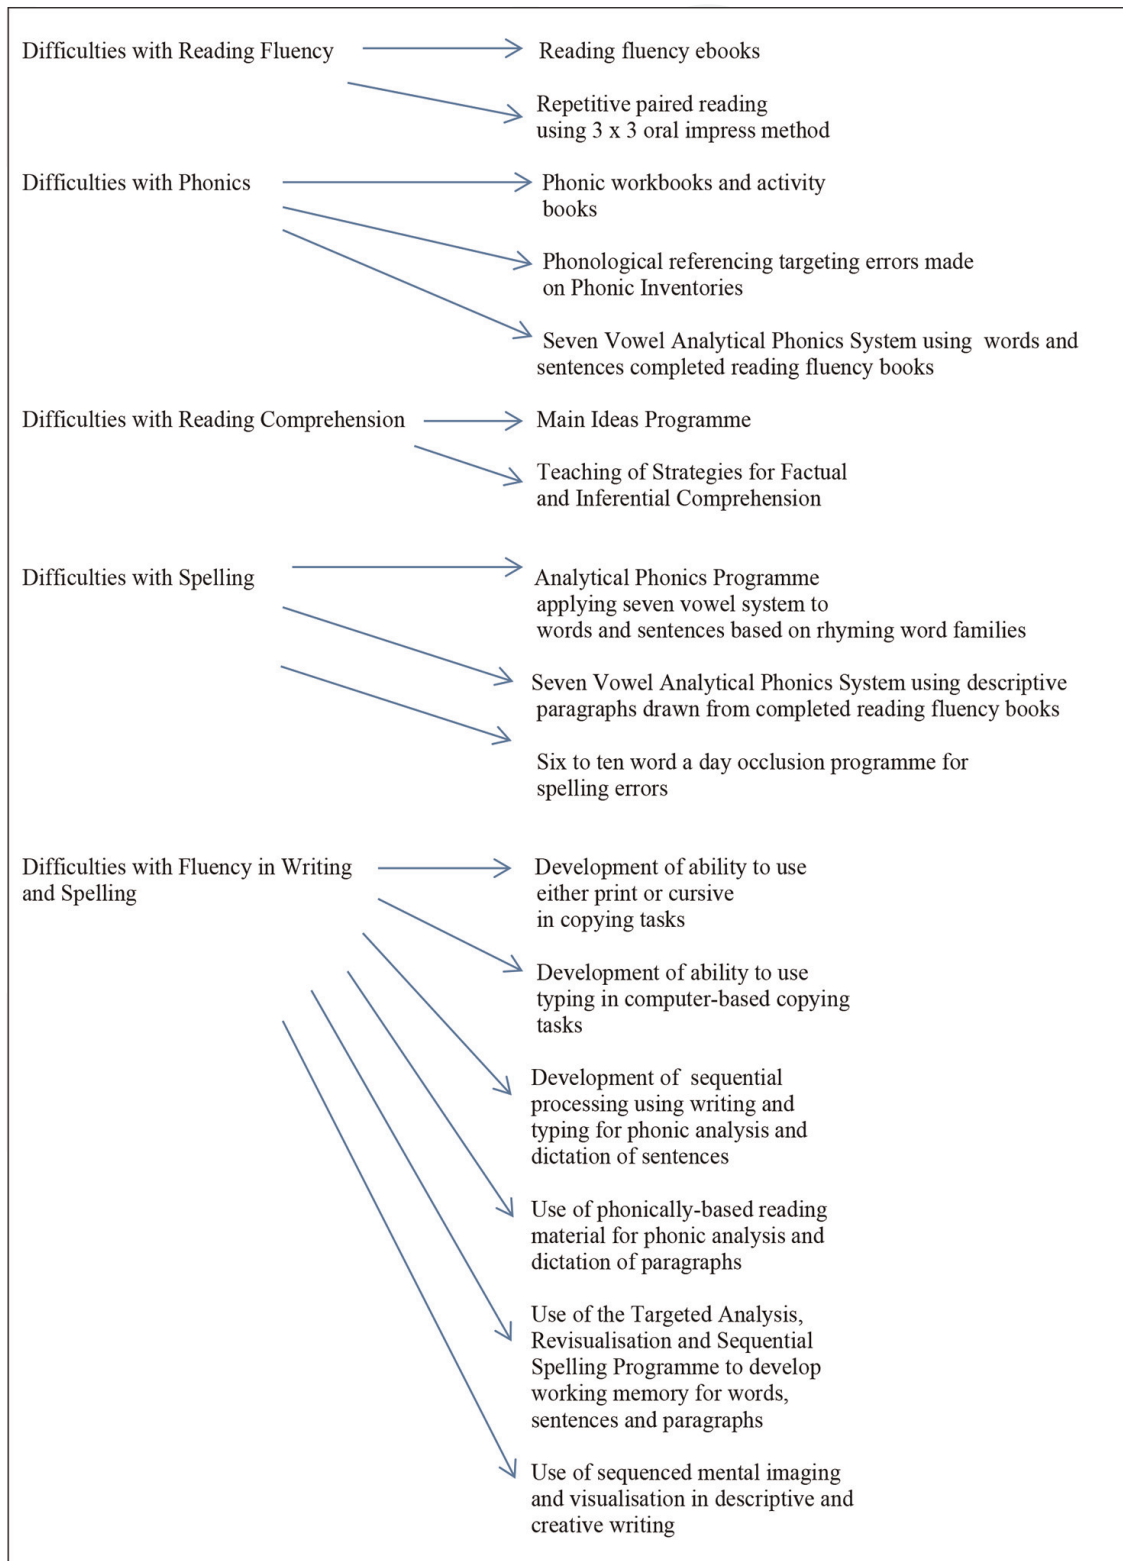 Difficulties with Reading Fluency
Reading fluency ebooks
Repetitive paired reading
using 3 x 3 oral impress method
Difficulties with Phonics
Phonic workbooks and activity
books
Phonological referencing targeting errors made
on Phonic Inventories
Seven Vowel Analytical Phonics System using words and
sentences completed reading fluency books
Difficulties with Reading Comprehension
Main Ideas Programme
Teaching of Strategies for Factual
and Inferential Comprehension
Difficulties with Spelling
Analytical Phonics Programme
applying seven vowel system to
words and sentences based on rhyming word families
Seven Vowel Analytical Phonics System using descriptive
paragraphs drawn from completed reading fluency books
Six to ten word a day occlusion programme for
spelling errors
Difficulties with Fluency in Writing
and Spelling
Development of ability to use
either print or cursive
in copying tasks
Development of ability to use
typing in computer-based copying
tasks
Development of sequential
processing using writing and
typing for phonic analysis and
dictation of sentences
Use of phonically-based reading
material for phonic analysis and
dictation of paragraphs
Use of the Targeted Analysis,
Revisualisation and Sequential
Spelling Programme to develop
working memory for words,
sentences and paragraphs
Use of sequenced mental imaging
and visualisation in descriptive and
creative writing